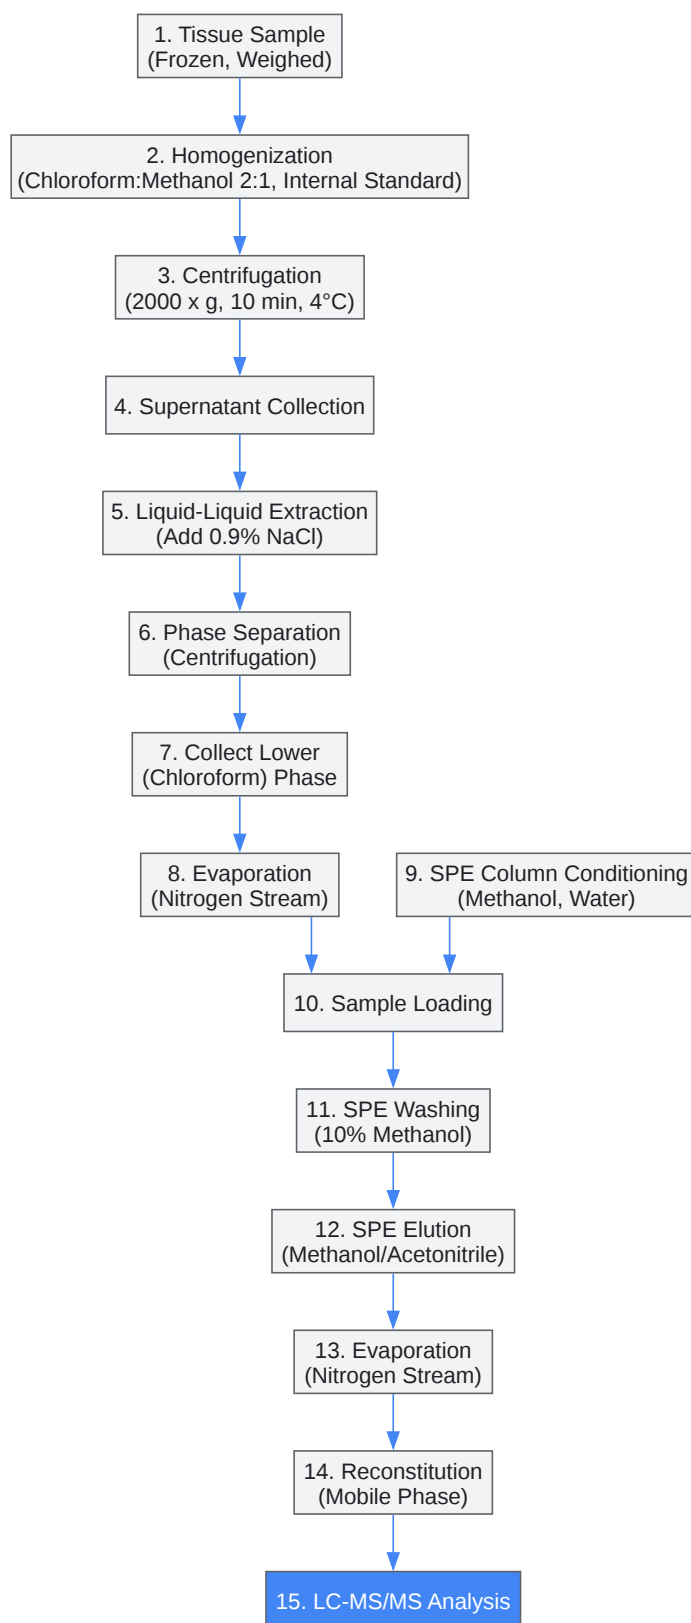 1. Tissue Sample
(Frozen, Weighed)
2. Homogenization
(Chloroform:Methanol 2:1, Internal Standard)
3. Centrifugation
(2000 x g, 10 min, 4°C)
4. Supernatant Collection
5. Liquid-Liquid Extraction
(Add 0.9% NaCl)
6. Phase Separation
(Centrifugation)
7. Collect Lower
(Chloroform) Phase
8. Evaporation
(Nitrogen Stream)
9. SPE Column Conditioning
(Methanol, Water)
10. Sample Loading
11. SPE Washing
(10% Methanol)
12. SPE Elution
(Methanol/Acetonitrile)
13. Evaporation
(Nitrogen Stream)
14. Reconstitution
(Mobile Phase)
15. LC-MS/MS Analysis